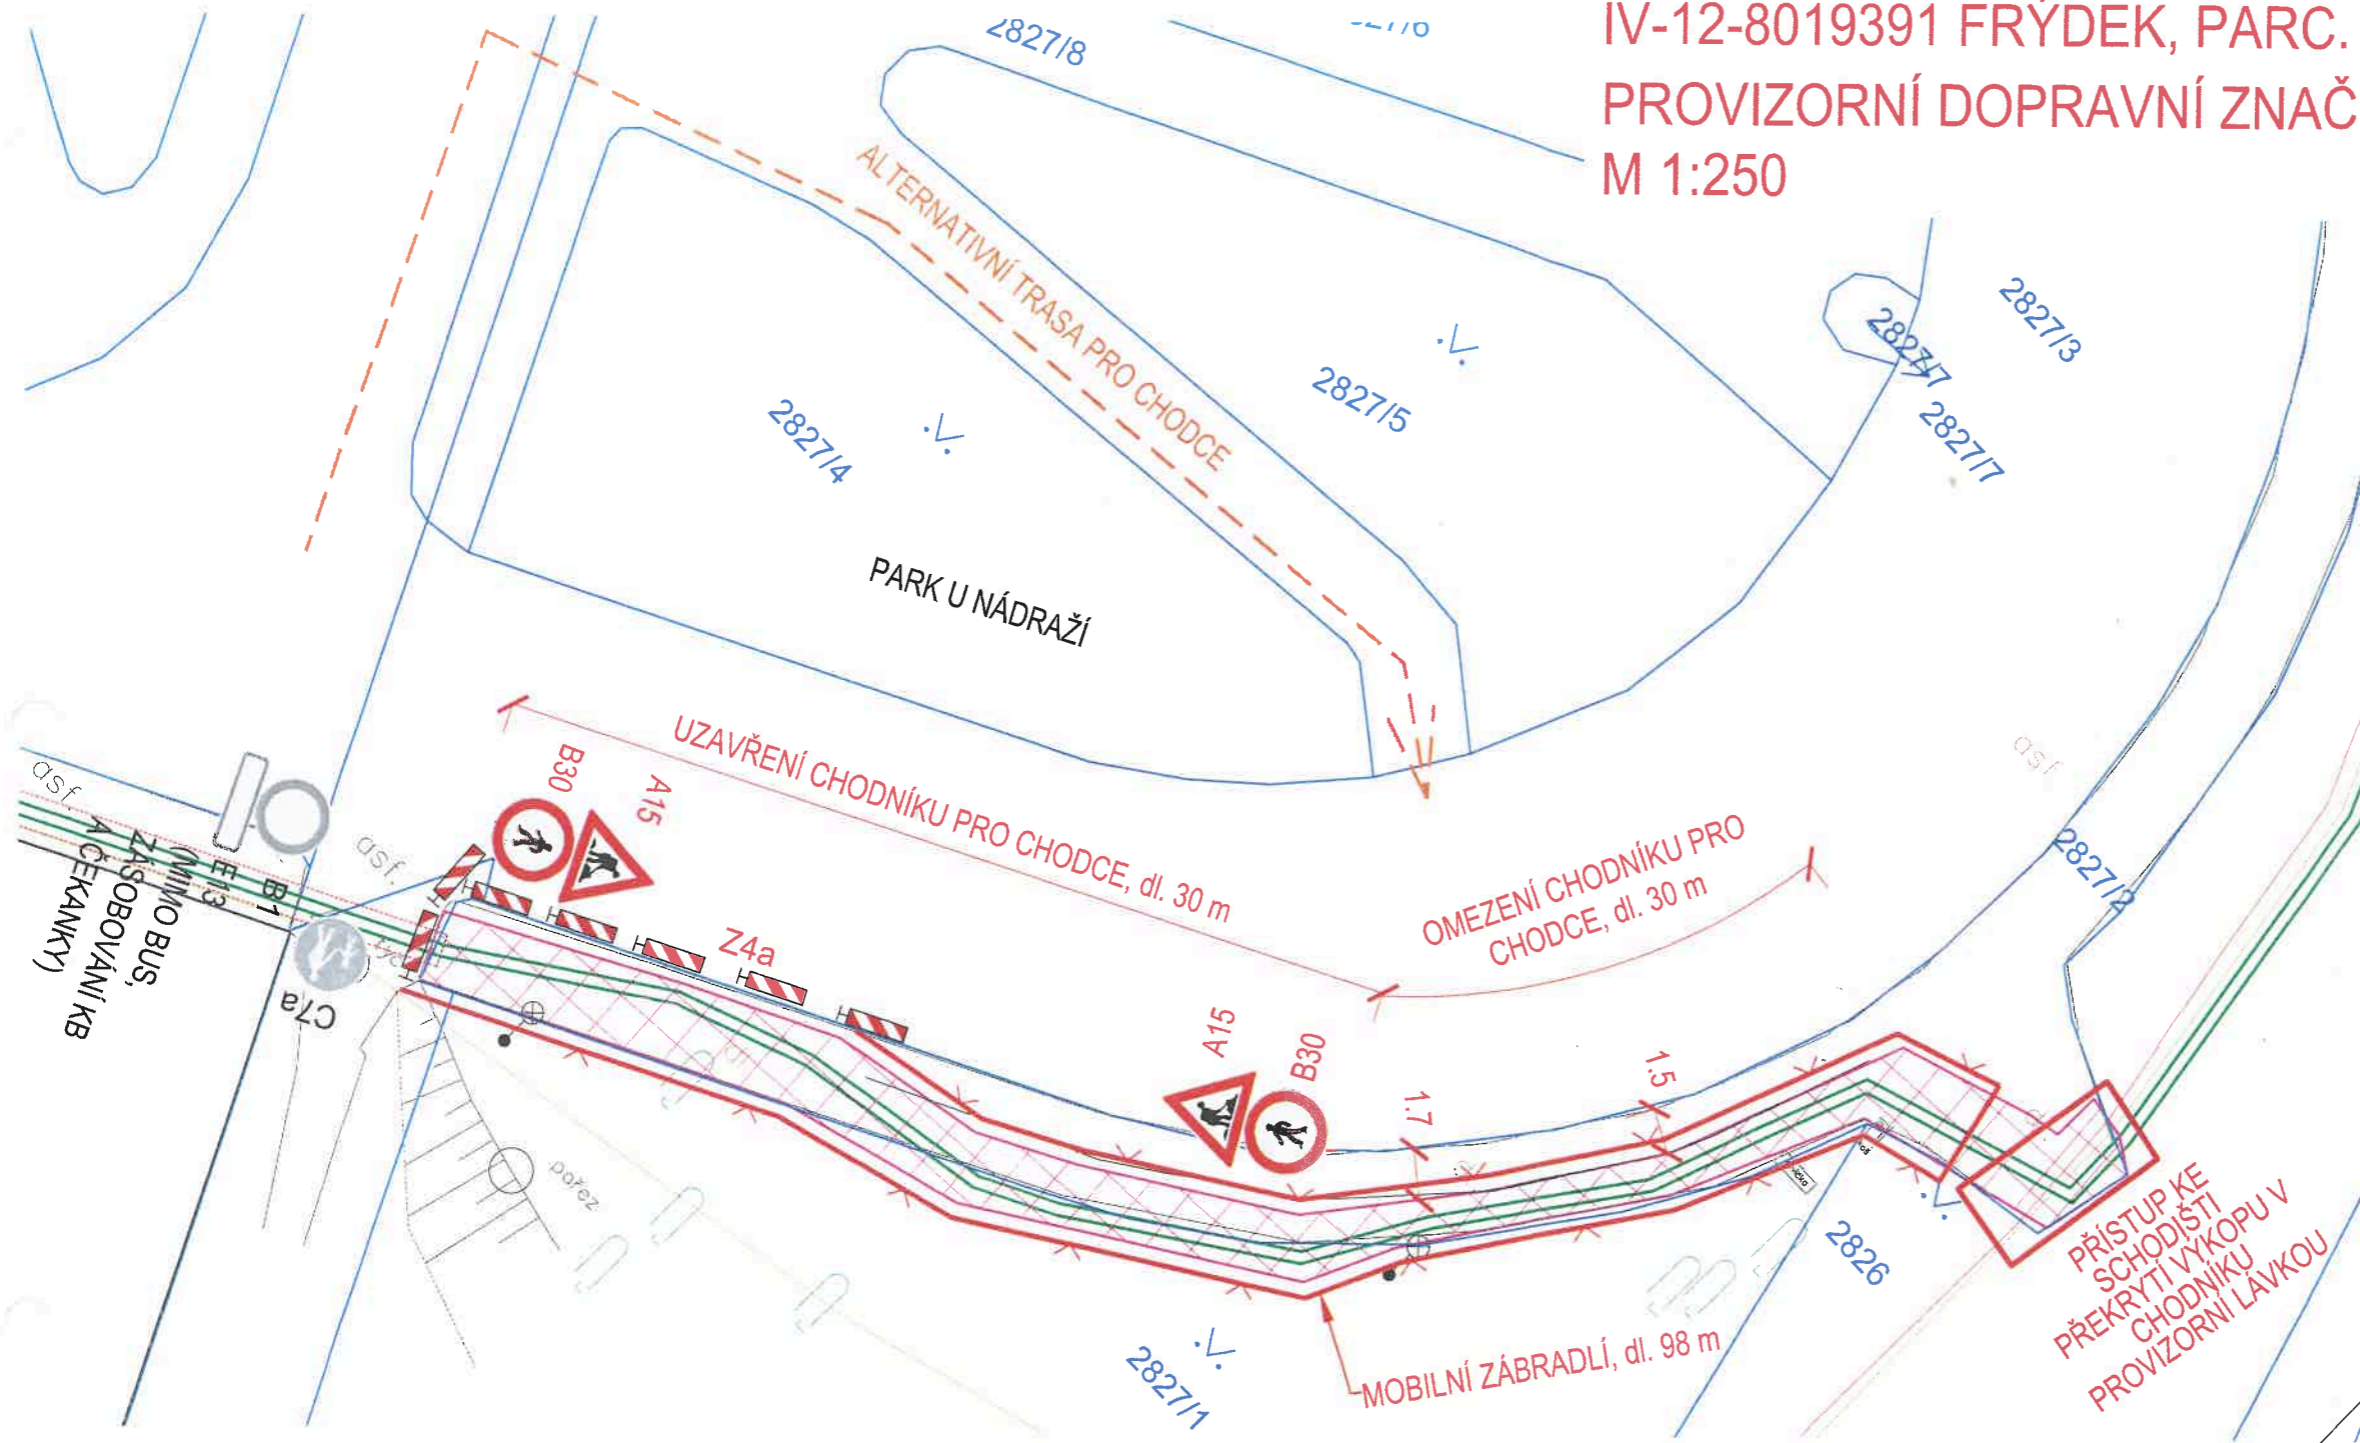 IV-12-8019391 FRÝDEK, PARC.
PROVIZORNÍ DOPRAVNÍ ZNAČ
M 1:250
2827/8
ALTERNATIVNÍ TRASA PRO CHODCE
2827/3
2827/7
2827/7
2827/5
2827/4
PARK U NÁDRAŽÍ
UZAVŘENÍ CHODNÍKU PRO CHODCE, dl. 30 m
OMEZENÍ CHODNÍKU PRO
CHODCE, dl. 30 m
asf.
asf.
asf
B30
A15
Z4a
B1
E13
(MIMO BUS,
ZÁSOBOVÁNÍ KB
A ČEKANKY)
C7a
A15
B30
1.7
1.5
2827/2
pařez
2826
2827/1
MOBILNÍ ZÁBRADLÍ, dl. 98 m
PŘÍSTUP KE
SCHODIŠTI
PŘEKRYTÍ VÝKOPU V
CHODNÍKU
PROVIZORNÍ LÁVKOU